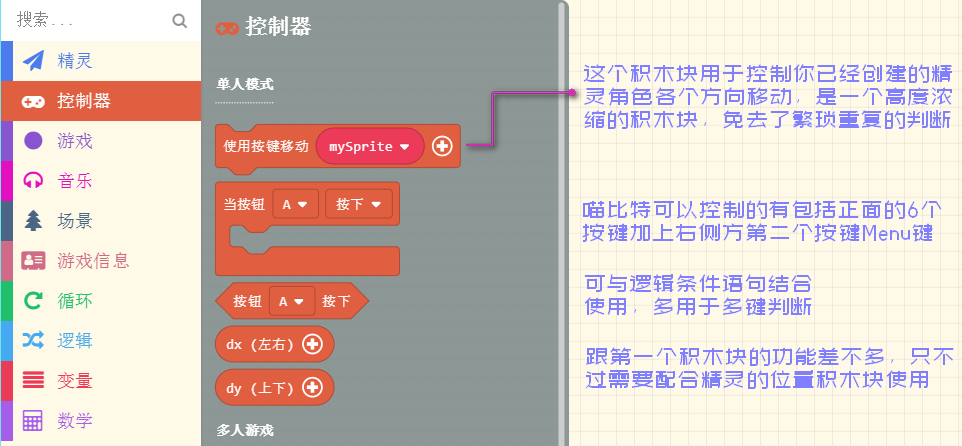 搜索...
精灵
控制器
游戏
音乐
场景
游戏信息
循环
逻辑
变量
数学
控制器
单人模式
使用按键移动 mySprite
当按钮 A 按下
按钮 A 按下
dx (左右)
dy (上下)
多人游戏
这个积木块用于控制你已经创建的精
灵角色各个方向移动，是一个高度浓
缩的积木块，免去了繁琐重复的判断
喵比特可以控制的有包括正面的6个
按键加上右侧方第二个按键Menu键
可与逻辑条件语句结合
使用，多用于多键判断
跟第一个积木块的功能差不多，只不
过需要配合精灵的位置积木块使用